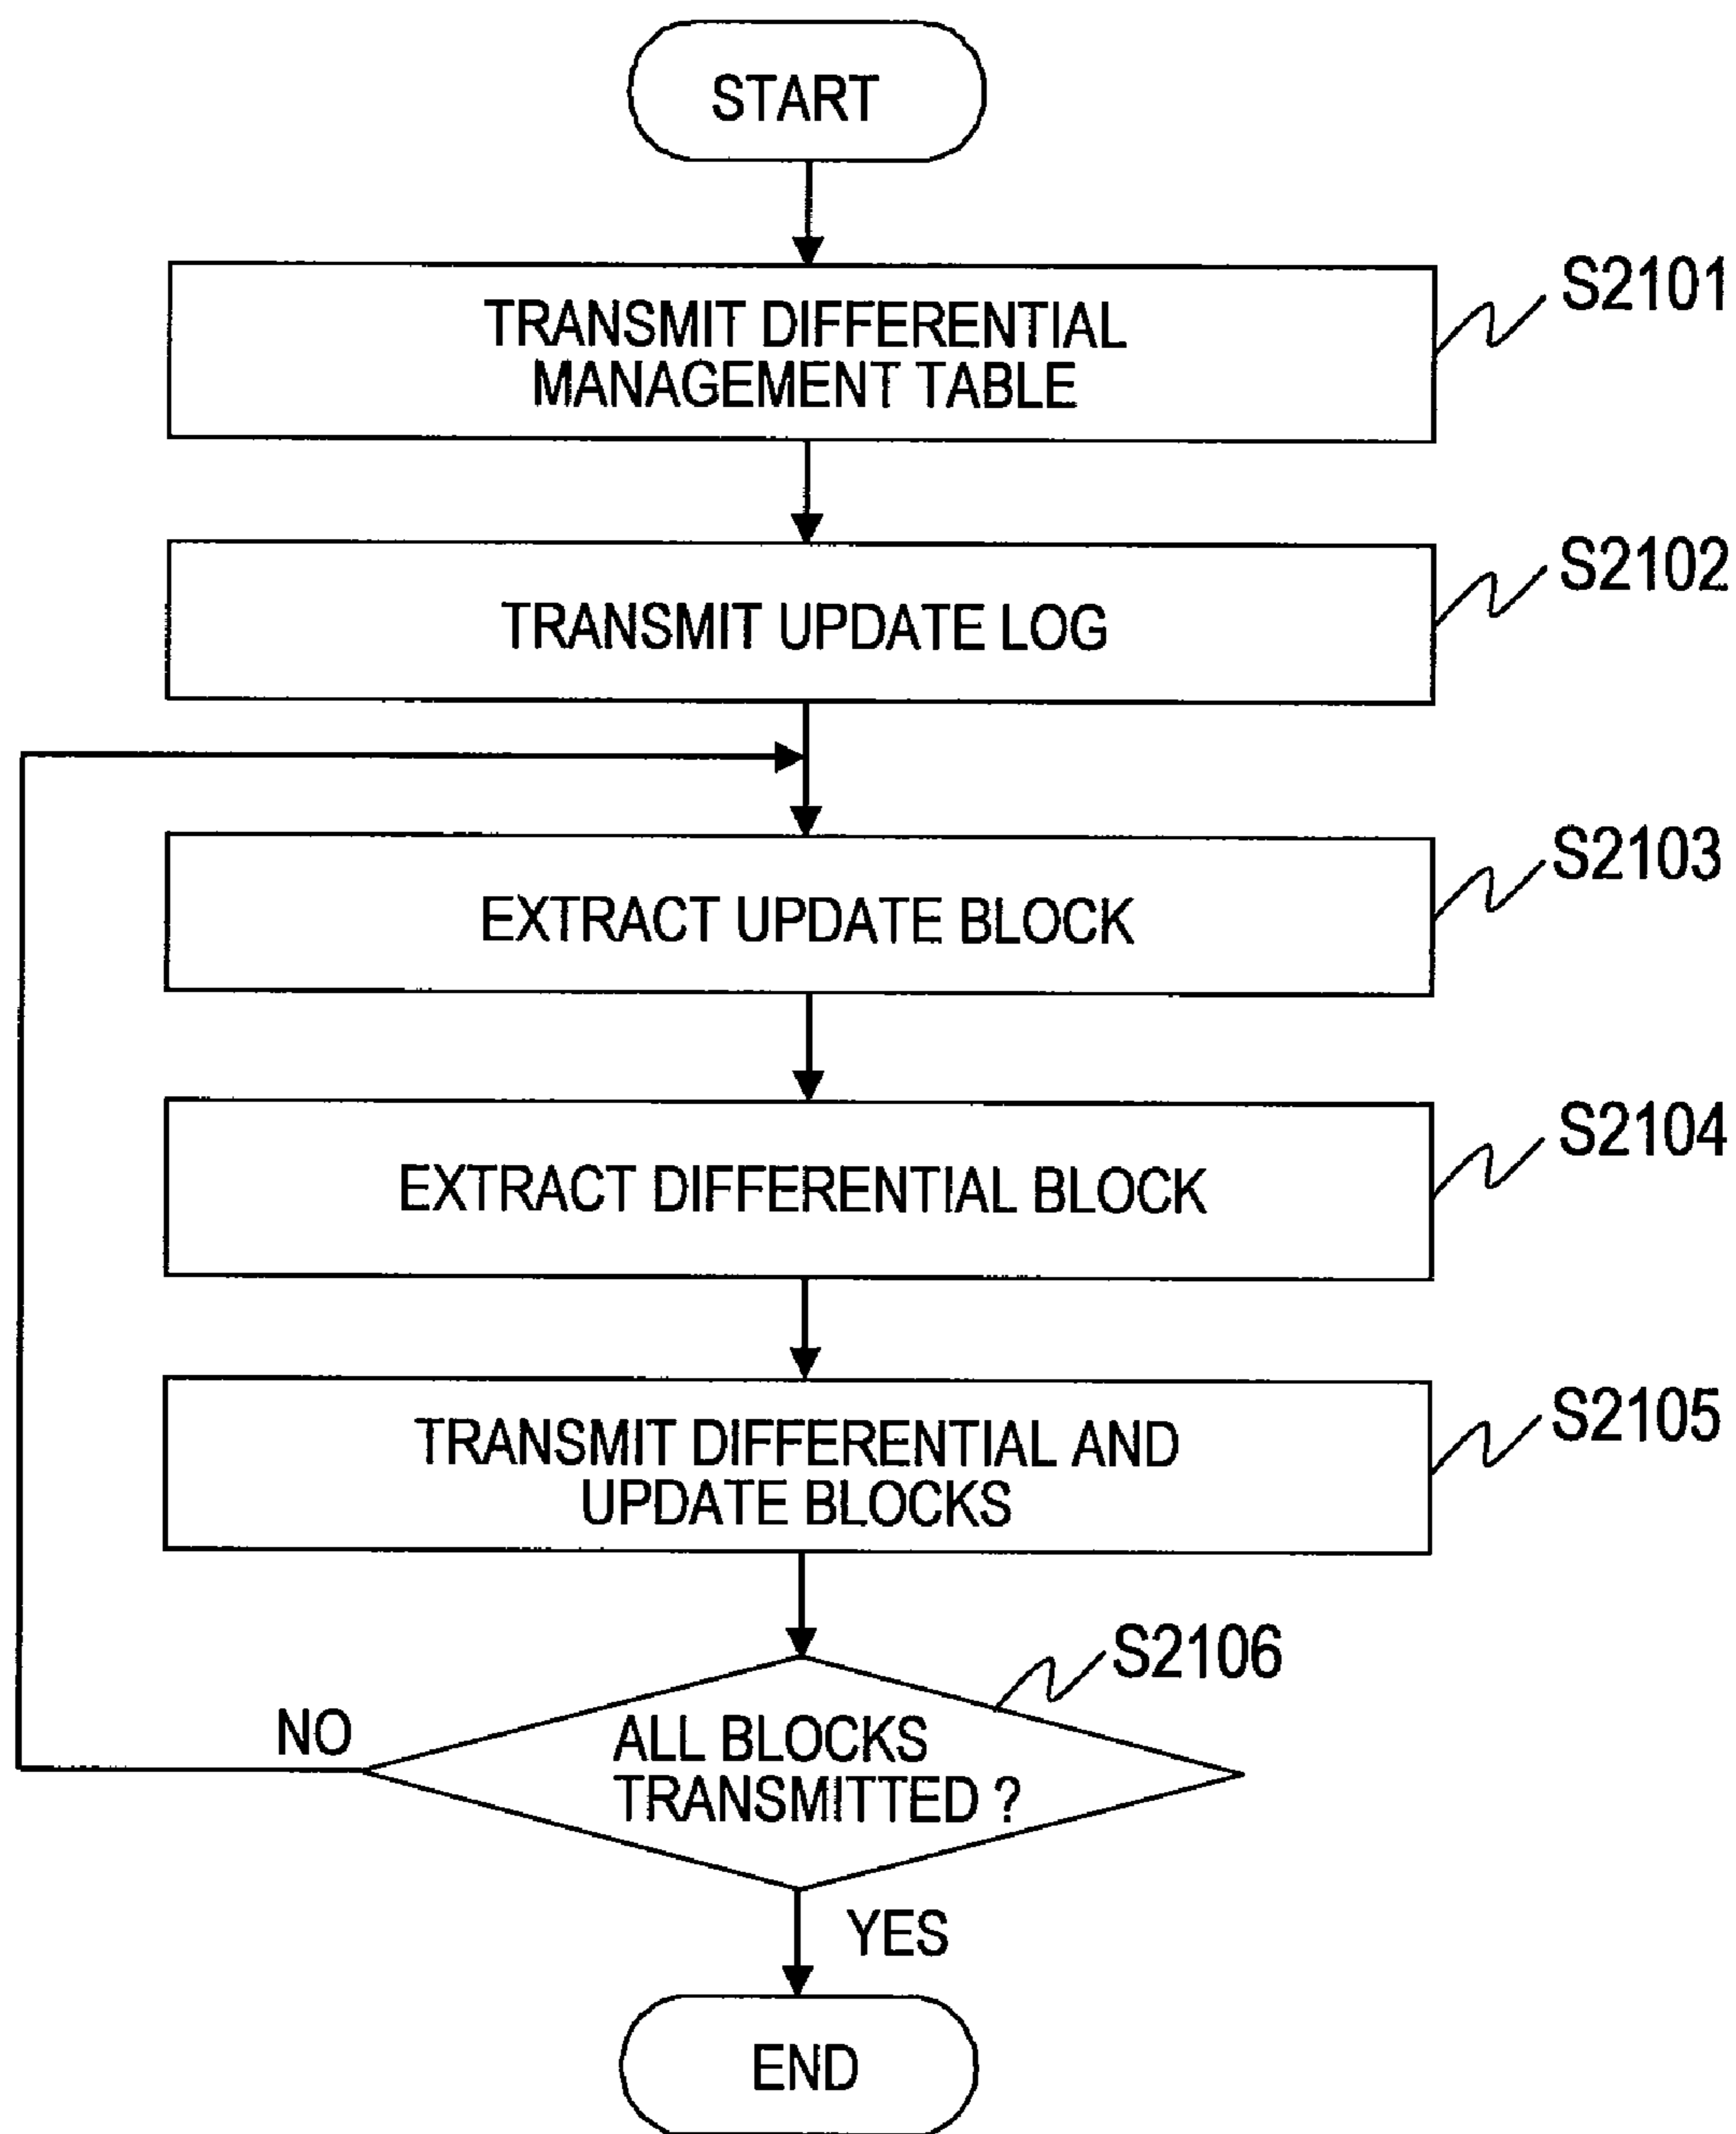 START
TRANSMIT DIFFERENTIAL
MANAGEMENT TABLE
S2101
TRANSMIT UPDATE LOG
S2102
EXTRACT UPDATE BLOCK
S2103
EXTRACT DIFFERENTIAL BLOCK
S2104
TRANSMIT DIFFERENTIAL AND
UPDATE BLOCKS
S2105
S2106
NO
ALL BLOCKS
TRANSMITTED ?
YES
END